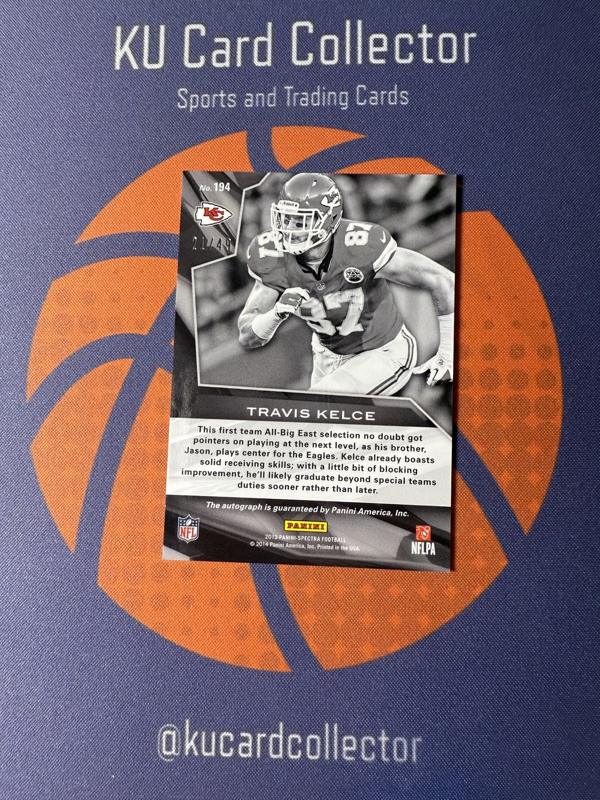 KU Card Collector
Sports and Trading Cards
No. 194
KC
87
87
87
TRAVIS KELCE
This first team All-Big East selection no doubt got
pointers on playing at the next level, as his brother,
Jason, plays center for the Eagles. Kelce already boasts
solid receiving skills; with a little bit of blocking
improvement, he'll likely graduate beyond special teams
duties sooner rather than later.
The autograph is guaranteed by Panini America, Inc.
PANINI
NFL
2013 PANINI-SPECTRA FOOTBALL
© 2014 Panini America, Inc. Printed in the USA.
NFLPA
@kucardcollector